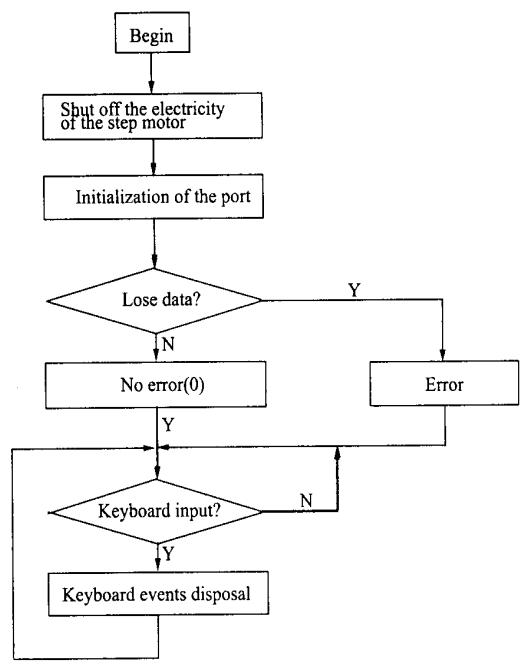 Begin
Shut off the electricity
of the step motor
Initialization of the port
Lose data?
Y
N
No error(0)
Error
Y
Keyboard input?
N
Y
Keyboard events disposal